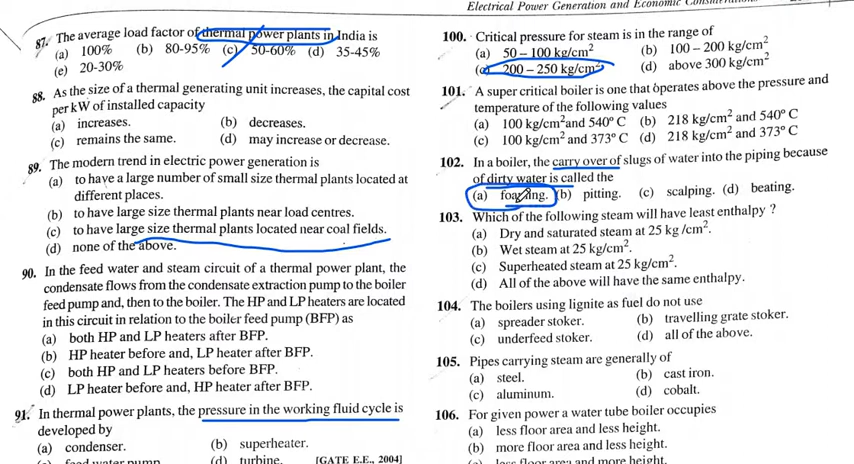 Electrical Power Generation and Economic
87. The average load factor of thermal power plants in India is
(a) 100% (b) 80-95% (c) 50-60% (d) 35-45%
(e) 20-30%
88. As the size of a thermal generating unit increases, the capital cost
per kW of installed capacity
(a) increases. (b) decreases.
(c) remains the same. (d) may increase or decrease.
89. The modern trend in electric power generation is
(a) to have a large number of small size thermal plants located at
different places.
(b) to have large size thermal plants near load centres.
(c) to have large size thermal plants located near coal fields.
(d) none of the above.
90. In the feed water and steam circuit of a thermal power plant, the
condensate flows from the condensate extraction pump to the boiler
feed pump and, then to the boiler. The HP and LP heaters are located
in this circuit in relation to the boiler feed pump (BFP) as
(a) both HP and LP heaters after BFP.
(b) HP heater before and, LP heater after BFP.
(c) both HP and LP heaters before BFP.
(d) LP heater before and, HP heater after BFP.
91. In thermal power plants, the pressure in the working fluid cycle is
developed by
(a) condenser. (b) superheater.
feed water pump (d) turbine. [GATE E.E., 2004]
100. Critical pressure for steam is in the range of
(a) 50 – 100 kg/cm² (b) 100 – 200 kg/cm²
(c) 200 – 250 kg/cm² (d) above 300 kg/cm²
101. A super critical boiler is one that operates above the pressure and
temperature of the following values
(a) 100 kg/cm² and 540° C (b) 218 kg/cm² and 540° C
(c) 100 kg/cm² and 373° C (d) 218 kg/cm² and 373° C
102. In a boiler, the carry over of slugs of water into the piping because
of dirty water is called the
(a) foaming. (b) pitting. (c) scalping. (d) beating.
103. Which of the following steam will have least enthalpy ?
(a) Dry and saturated steam at 25 kg /cm².
(b) Wet steam at 25 kg/cm².
(c) Superheated steam at 25 kg/cm².
(d) All of the above will have the same enthalpy.
104. The boilers using lignite as fuel do not use
(a) spreader stoker. (b) travelling grate stoker.
(c) underfeed stoker. (d) all of the above.
105. Pipes carrying steam are generally of
(a) steel. (b) cast iron.
(c) aluminum. (d) cobalt.
106. For given power a water tube boiler occupies
(a) less floor area and less height.
(b) more floor area and less height.
less floor area and more height.